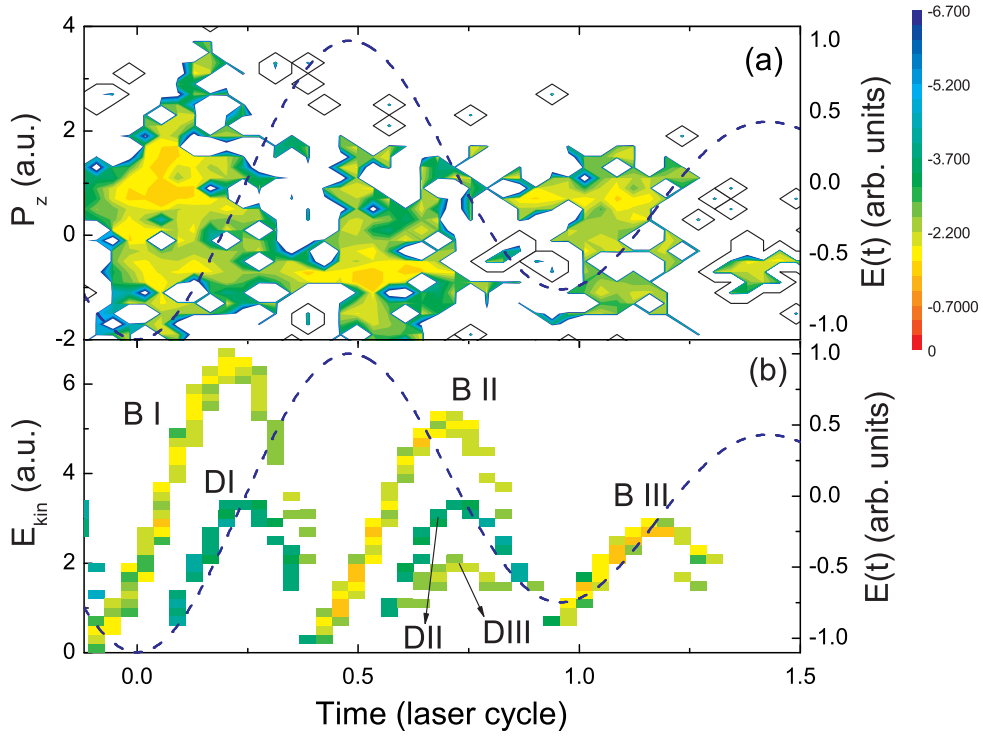 (a)
4
2
0
-2
P_z (a.u.)
1.0
0.5
0.0
-0.5
-1.0
E(t) (arb. units)
-6.700
-5.200
-3.700
-2.200
-0.7000
0
(b)
6
4
2
0
E_kin (a.u.)
B I
DI
B II
DII
DIII
B III
1.0
0.5
0.0
-0.5
-1.0
E(t) (arb. units)
0.0
0.5
1.0
1.5
Time (laser cycle)